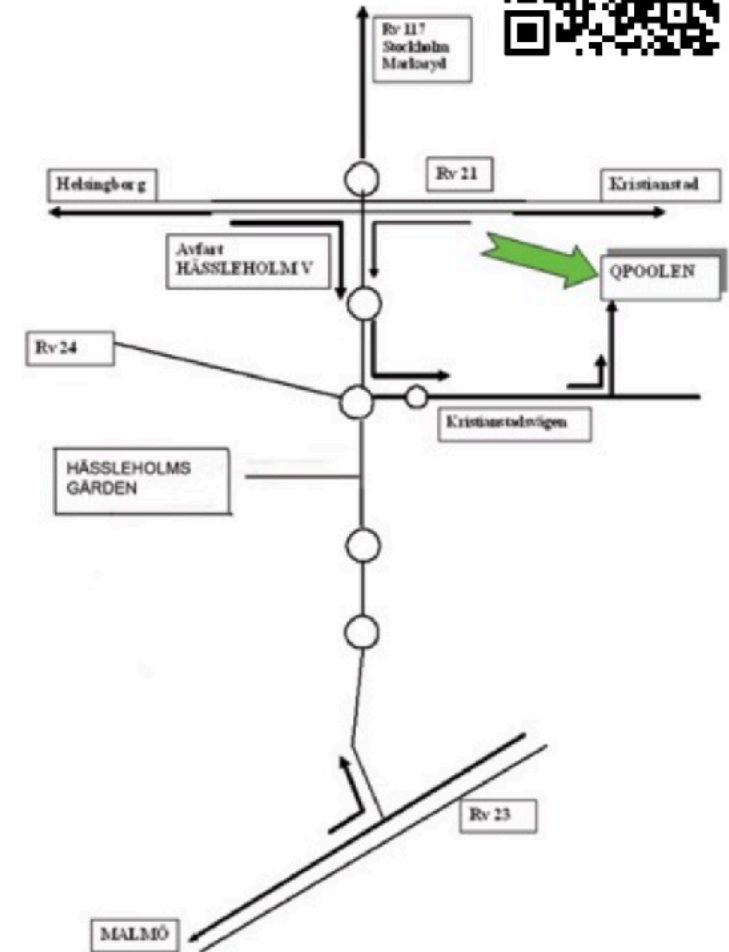 Rv 117
Stockholm
Markaryd
Rv 21
Helsingborg
Kristianstad
Avfart
HÄSSLEHOLM V
QPOOLEN
Rv 24
Kristianstadsvägen
HÄSSLEHOLMS
GÅRDEN
Rv 23
MALMÖ